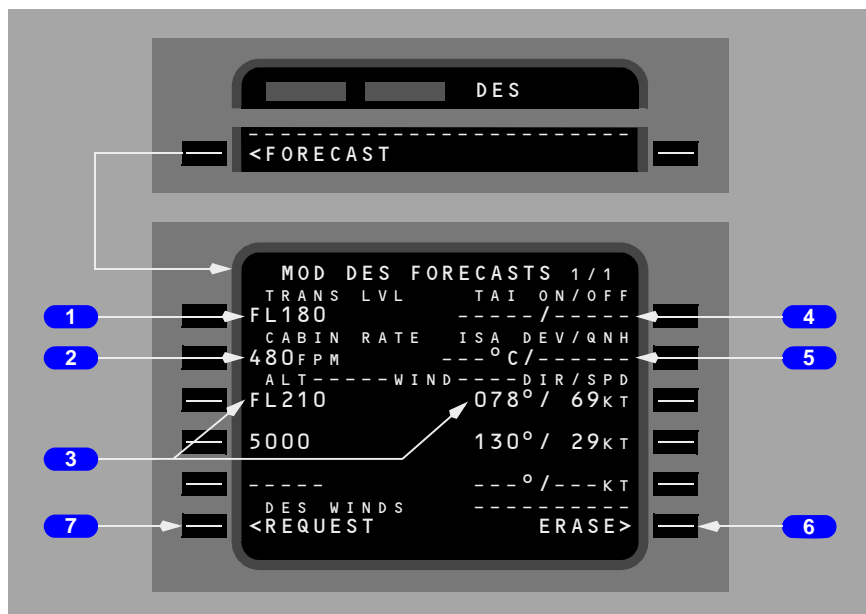 DES
--------------------------
<FORECAST
MOD DES FORECASTS 1/1
TRANS LVL TAI ON/OFF
1 FL180 -----/----- 4
CABIN RATE ISA DEV/QNH
2 480FPM ---°C/------ 5
ALT-----WIND----DIR/SPD
FL210 078°/ 69KT
5000 130°/ 29KT
3
----- ---°/---KT
DES WINDS ----------
7 <REQUEST ERASE> 6